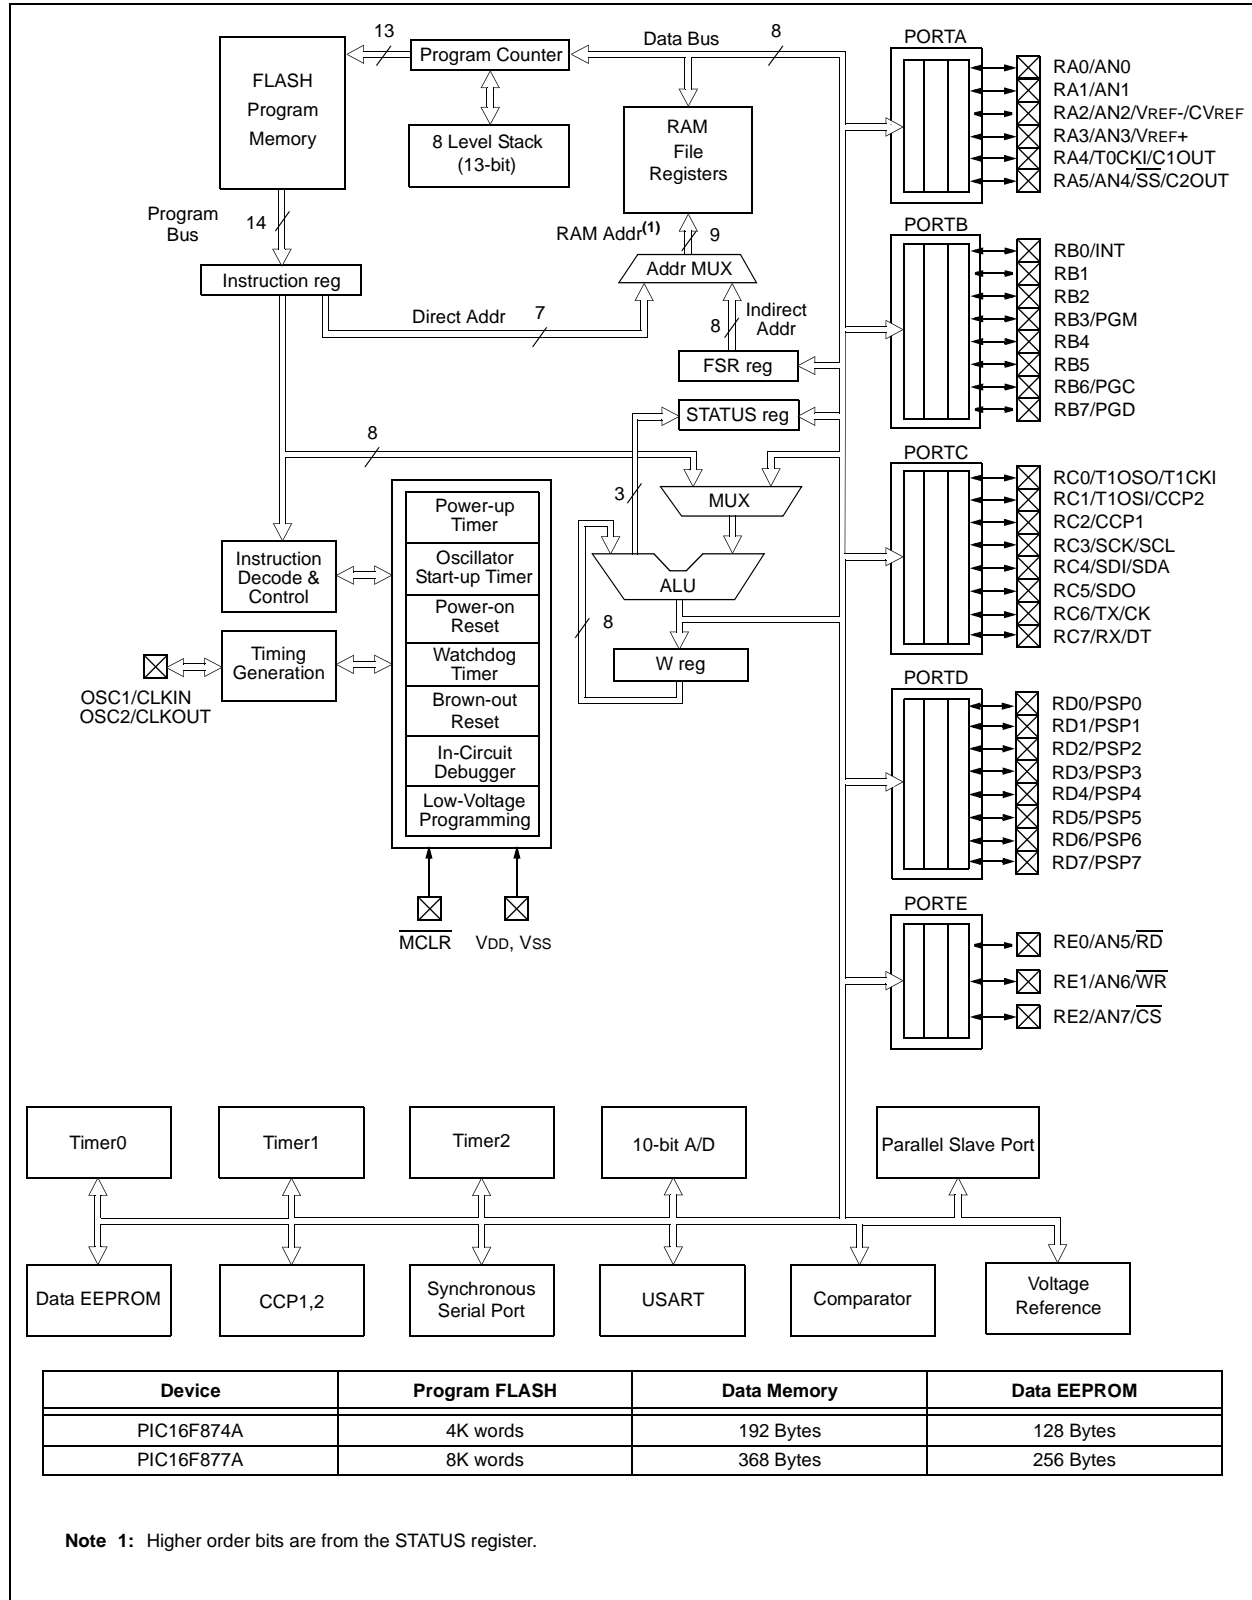 13
Program Counter
Data Bus
8
PORTA
FLASH
Program
Memory
8 Level Stack
(13-bit)
RAM
File
Registers
RA0/AN0
RA1/AN1
RA2/AN2/VREF-/CVREF
RA3/AN3/VREF+
RA4/T0CKI/C1OUT
RA5/AN4/SS/C2OUT
Program
Bus
14
RAM Addr(1)
9
PORTB
Instruction reg
Addr MUX
Direct Addr
7
8
Indirect
Addr
FSR reg
STATUS reg
RB0/INT
RB1
RB2
RB3/PGM
RB4
RB5
RB6/PGC
RB7/PGD
8
3
MUX
ALU
8
W reg
PORTC
RC0/T1OSO/T1CKI
RC1/T1OSI/CCP2
RC2/CCP1
RC3/SCK/SCL
RC4/SDI/SDA
RC5/SDO
RC6/TX/CK
RC7/RX/DT
Instruction
Decode &
Control
Timing
Generation
OSC1/CLKIN
OSC2/CLKOUT
Power-up
Timer
Oscillator
Start-up Timer
Power-on
Reset
Watchdog
Timer
Brown-out
Reset
In-Circuit
Debugger
Low-Voltage
Programming
MCLR
VDD, VSS
PORTD
RD0/PSP0
RD1/PSP1
RD2/PSP2
RD3/PSP3
RD4/PSP4
RD5/PSP5
RD6/PSP6
RD7/PSP7
PORTE
RE0/AN5/RD
RE1/AN6/WR
RE2/AN7/CS
Timer0
Timer1
Timer2
10-bit A/D
Parallel Slave Port
Data EEPROM
CCP1,2
Synchronous
Serial Port
USART
Comparator
Voltage
Reference
Device Program FLASH Data Memory Data EEPROM
PIC16F874A 4K words 192 Bytes 128 Bytes
PIC16F877A 8K words 368 Bytes 256 Bytes
Note 1: Higher order bits are from the STATUS register.